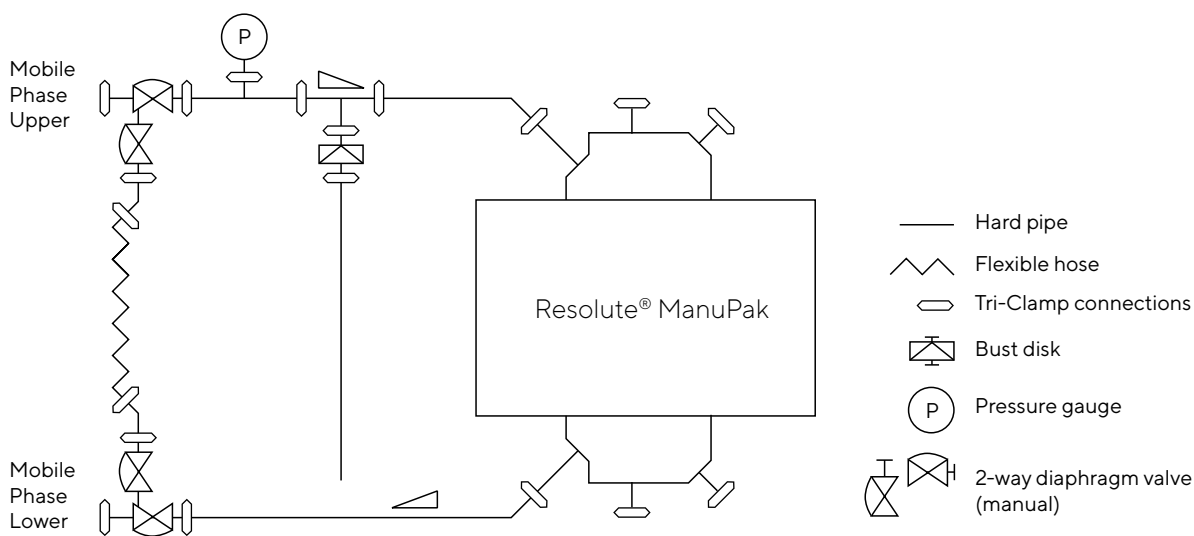 Mobile
Phase
Upper
P
Resolute® ManuPak
Mobile
Phase
Lower
Hard pipe
Flexible hose
Tri-Clamp connections
Bust disk
P
Pressure gauge
2-way diaphragm valve
(manual)